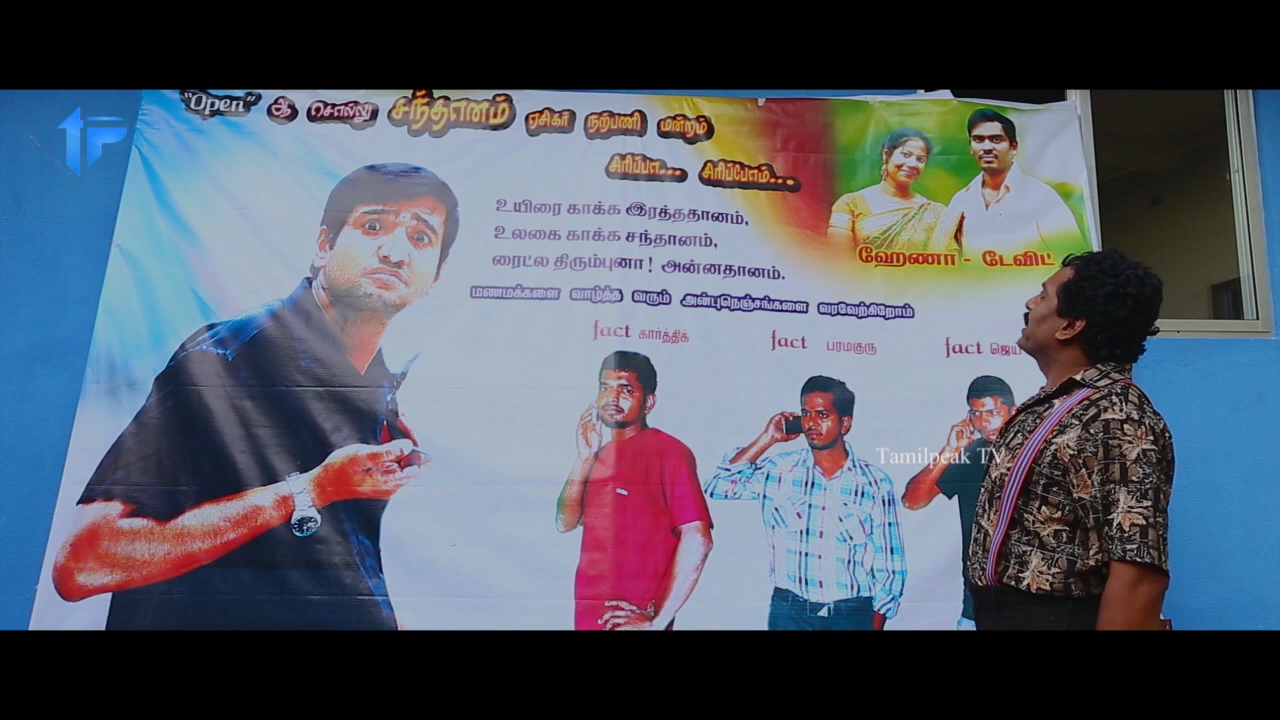 "Open" ஆ சொல்லு சந்தானம் ரசிகர் நற்பணி மன்றம்
சிரிப்பா... சிரிப்போம்...
உயிரை காக்க இரத்ததானம்,
உலகை காக்க சந்தானம்,
ரைட்ல திரும்புனா! அன்னதானம்.
ஹேணா - டேவிட்
மணமக்களை வாழ்த்த வரும் அன்புநெஞ்சங்களை வரவேற்கிறோம்
fact கார்த்திக் fact பரமகுரு fact ஜெய
Tamilpeak TV